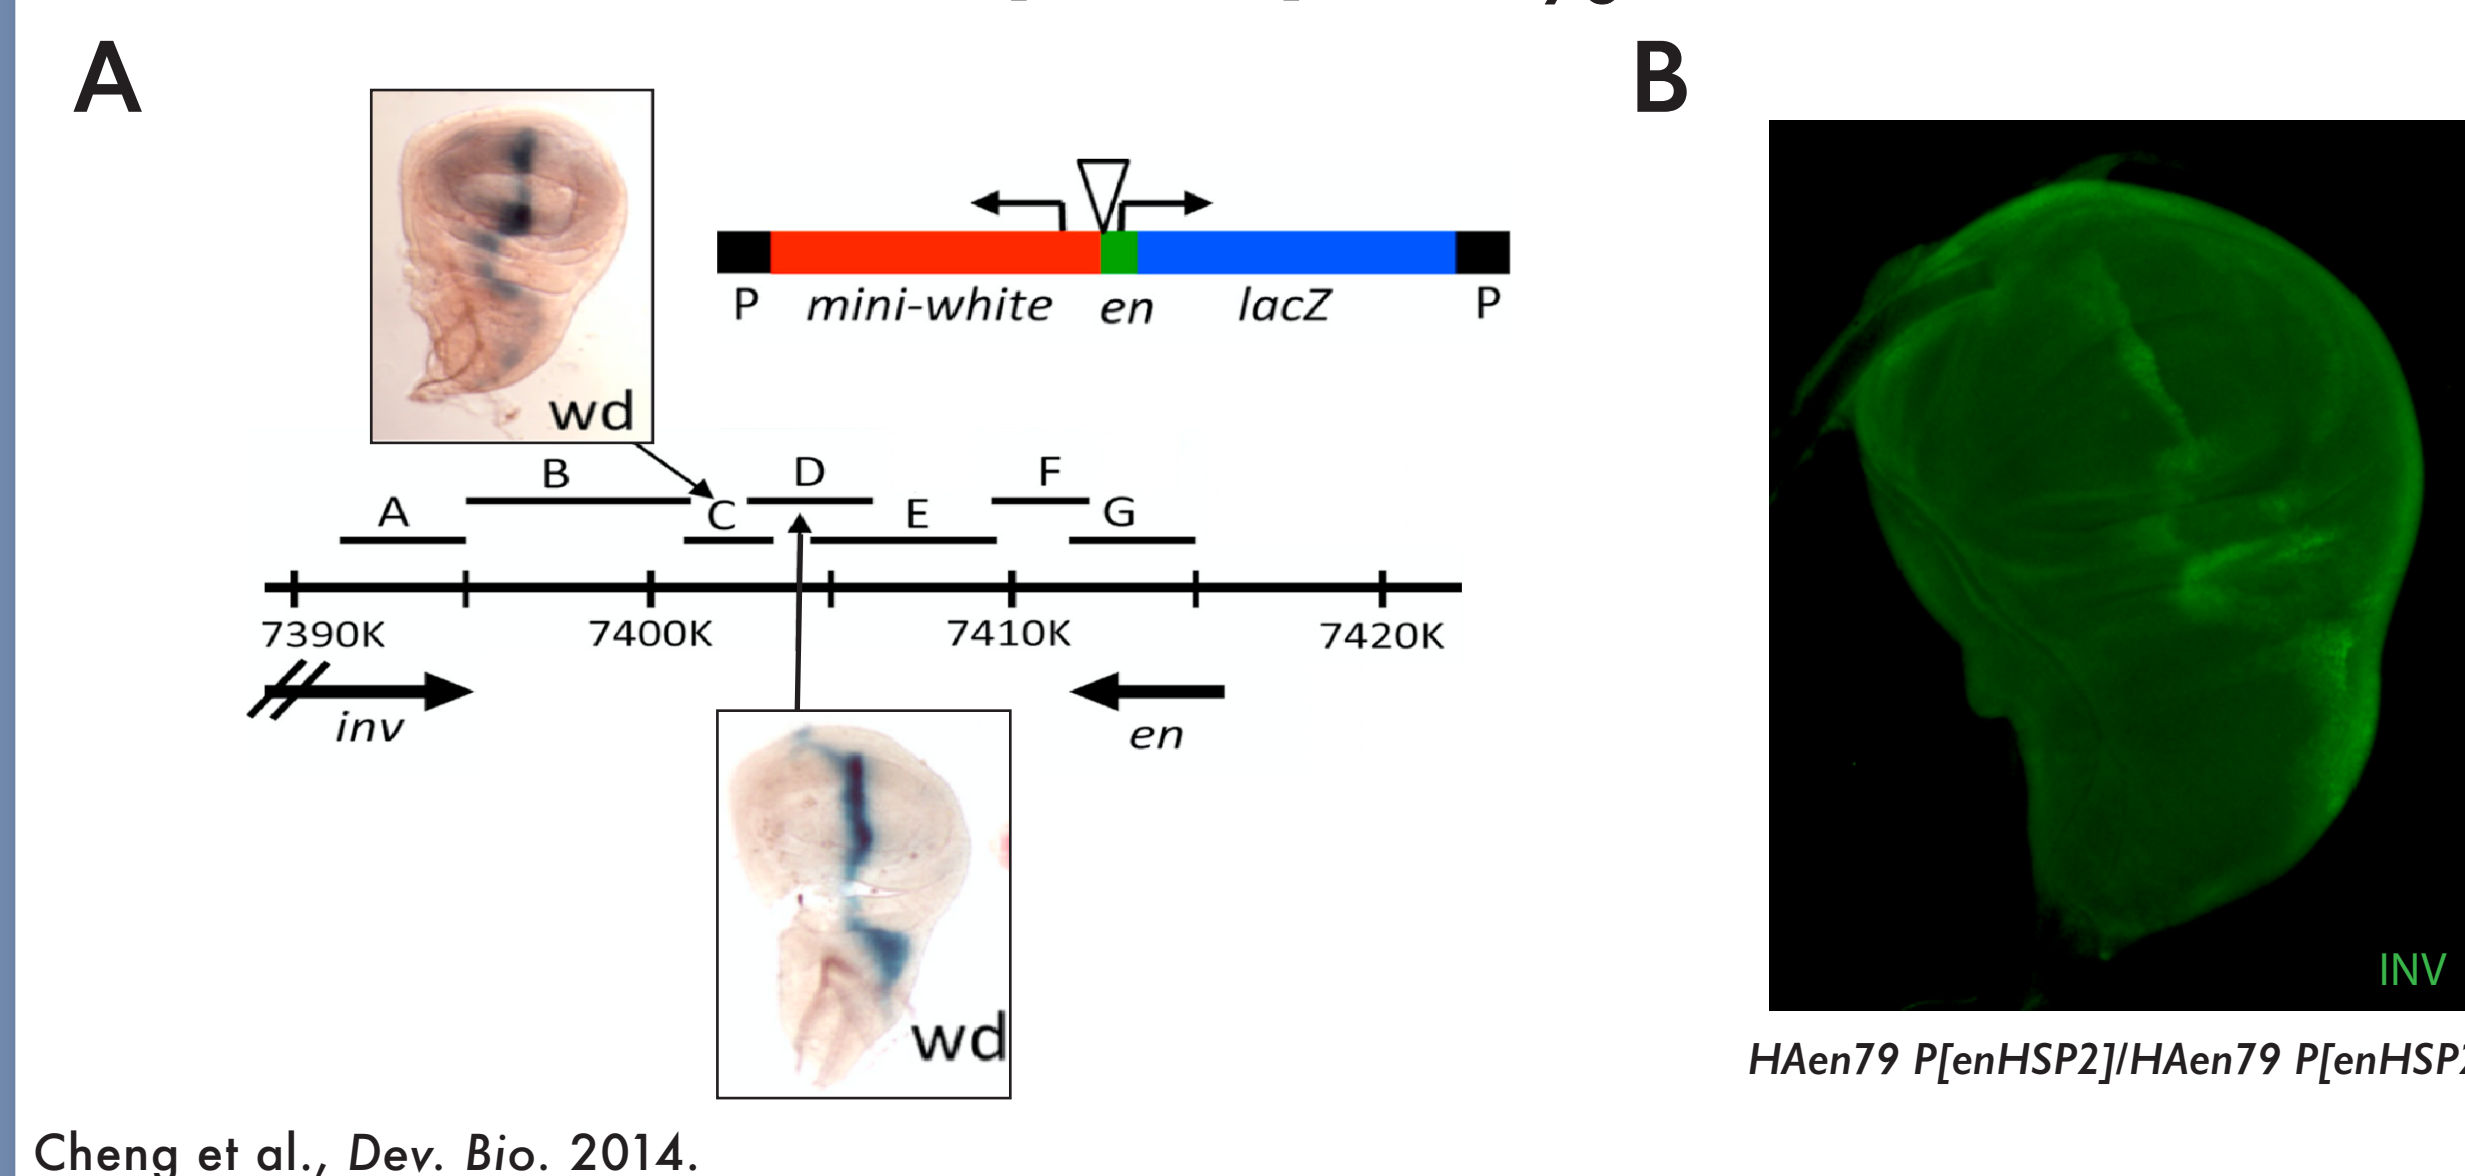 A
B
wd
P mini-white en lacZ P
B D F
A C E G
7390K 7400K 7410K 7420K
inv en
wd
INV
HAen79 P[enHSP2]/HAen79 P[enHSP2
Cheng et al., Dev. Bio. 2014.